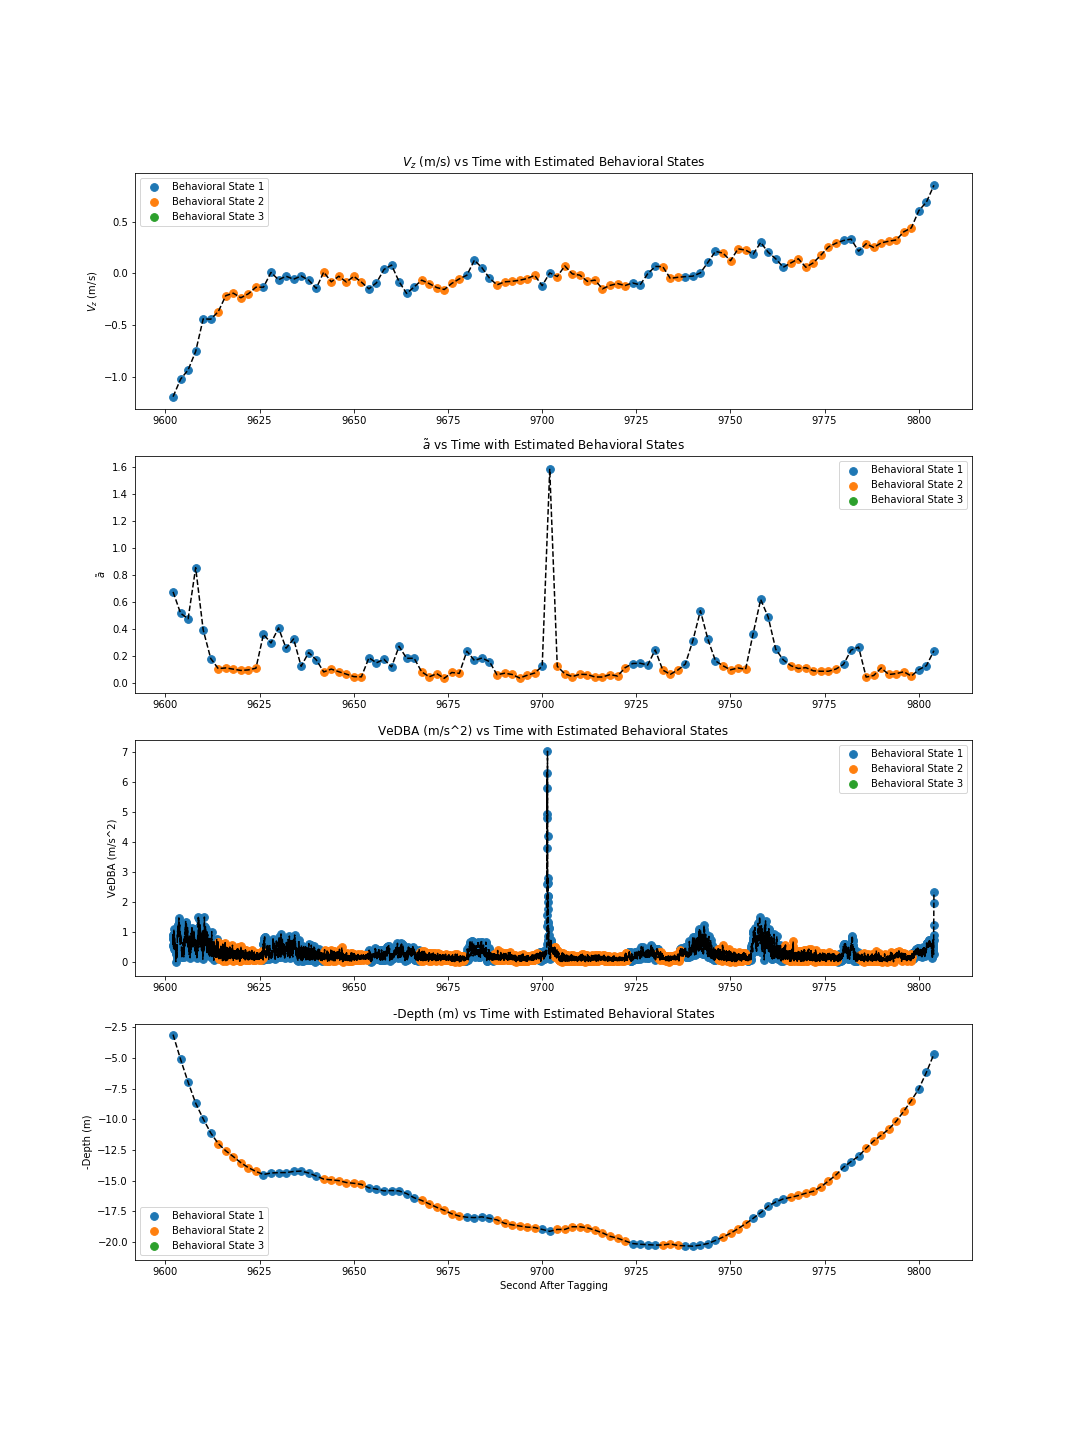 V_z (m/s) vs Time with Estimated Behavioral States
Behavioral State 1
Behavioral State 2
Behavioral State 3
V_z (m/s)
0.5
0.0
−0.5
−1.0
9600 9625 9650 9675 9700 9725 9750 9775 9800
ã vs Time with Estimated Behavioral States
Behavioral State 1
Behavioral State 2
Behavioral State 3
ã
1.6
1.4
1.2
1.0
0.8
0.6
0.4
0.2
0.0
9600 9625 9650 9675 9700 9725 9750 9775 9800
VeDBA (m/s^2) vs Time with Estimated Behavioral States
Behavioral State 1
Behavioral State 2
Behavioral State 3
VeDBA (m/s^2)
7
6
5
4
3
2
1
0
9600 9625 9650 9675 9700 9725 9750 9775 9800
-Depth (m) vs Time with Estimated Behavioral States
-Depth (m)
−2.5
−5.0
−7.5
−10.0
−12.5
−15.0
−17.5
−20.0
Behavioral State 1
Behavioral State 2
Behavioral State 3
9600 9625 9650 9675 9700 9725 9750 9775 9800
Second After Tagging